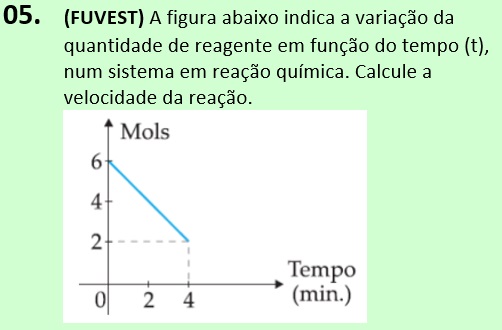 05. (FUVEST) A figura abaixo indica a variação da
quantidade de reagente em função do tempo (t),
num sistema em reação química. Calcule a
velocidade da reação.
Mols
6
4
2
0 2 4
Tempo
(min.)